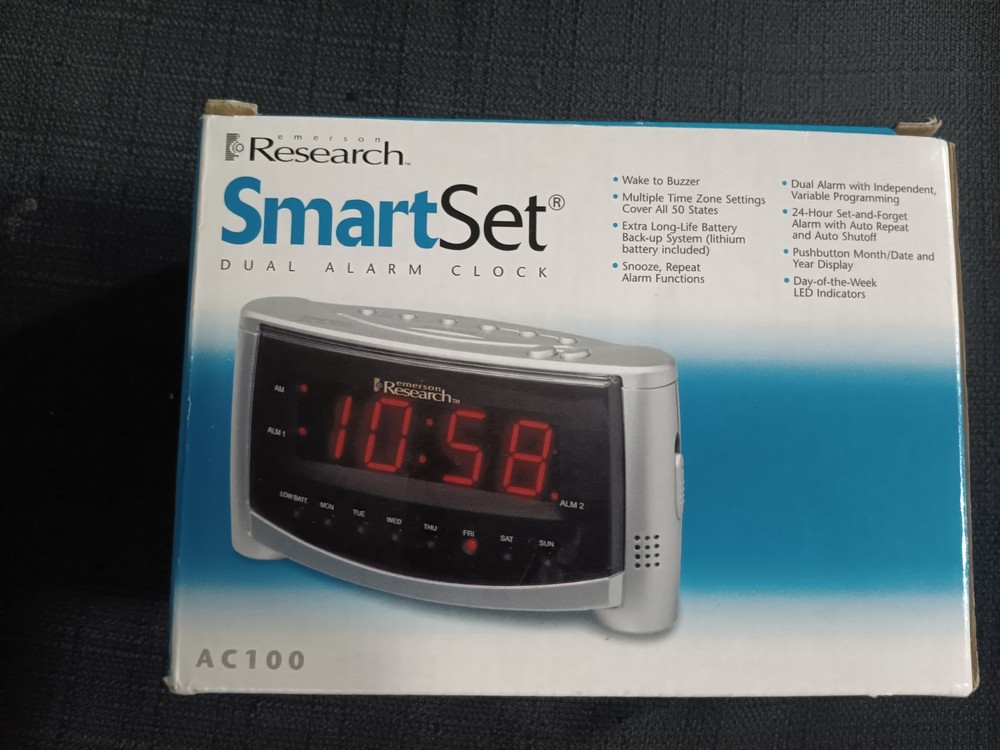 emerson
Research™
SmartSet®
DUAL ALARM CLOCK
• Wake to Buzzer
• Multiple Time Zone Settings
Cover All 50 States
• Extra Long-Life Battery
Back-up System (lithium
battery included)
• Snooze, Repeat
Alarm Functions
• Dual Alarm with Independent,
Variable Programming
• 24-Hour Set-and-Forget
Alarm with Auto Repeat
and Auto Shutoff
• Pushbutton Month/Date and
Year Display
• Day-of-the-Week
LED Indicators
emerson
Research™
AM
ALM 1
10:58
ALM 2
LOW BATT MON TUE WED THU FRI SAT SUN
AC100